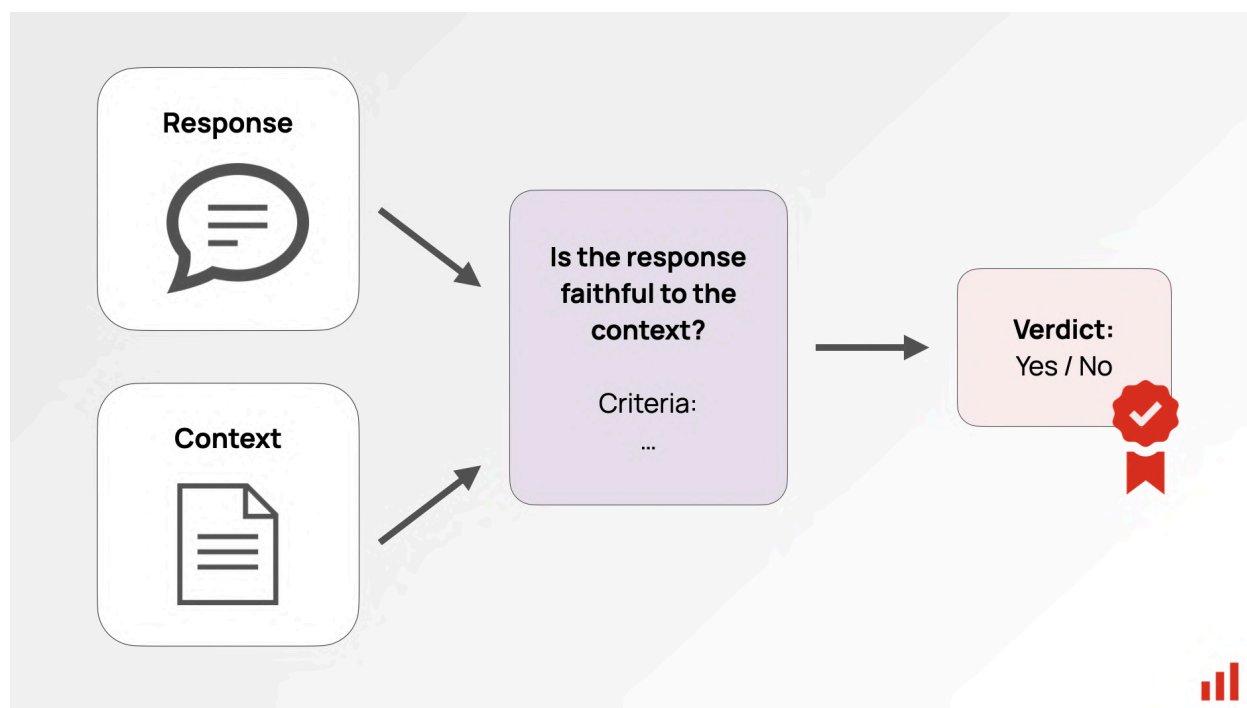 Response
Context
Is the response
faithful to the
context?
Criteria:
...
Verdict:
Yes / No